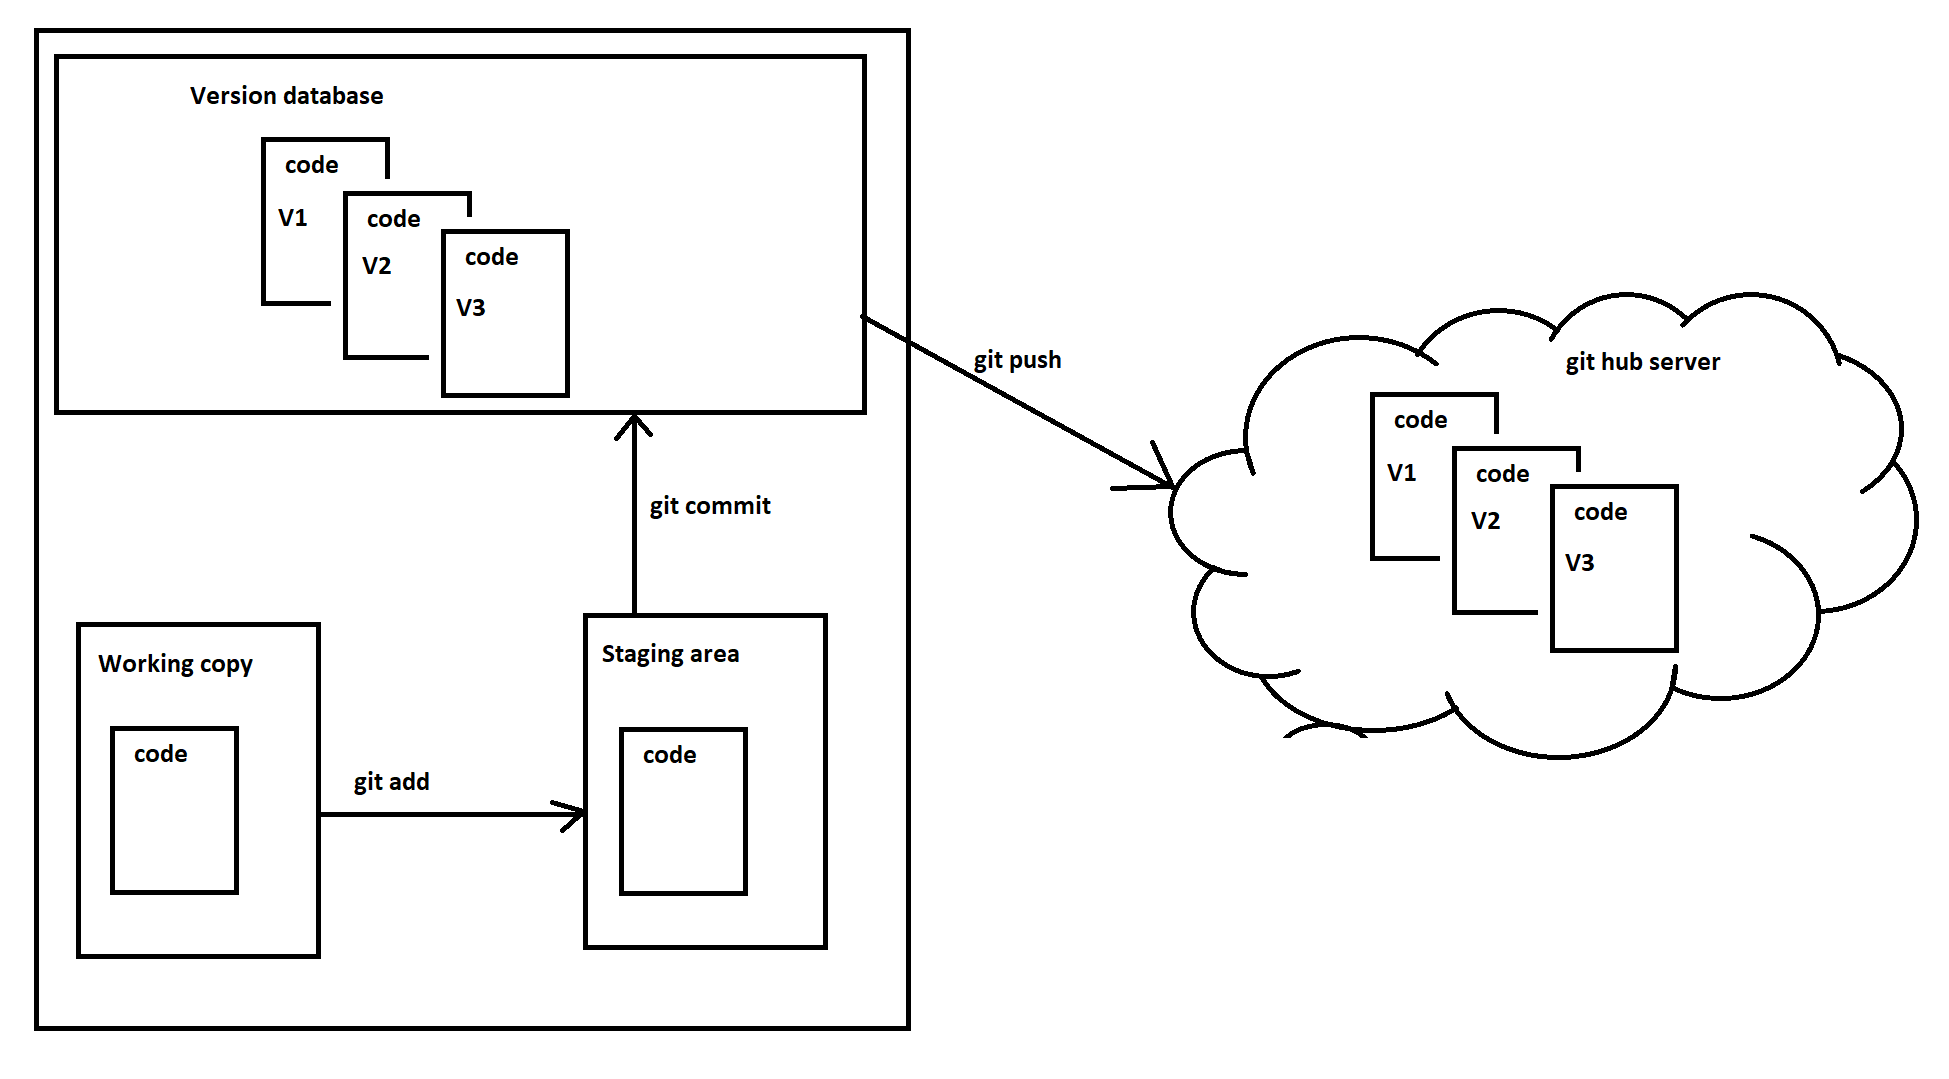 Version database
code
V1
code
V2
code
V3
git push
git hub server
code
V1
code
V2
code
V3
git commit
Working copy
code
git add
Staging area
code